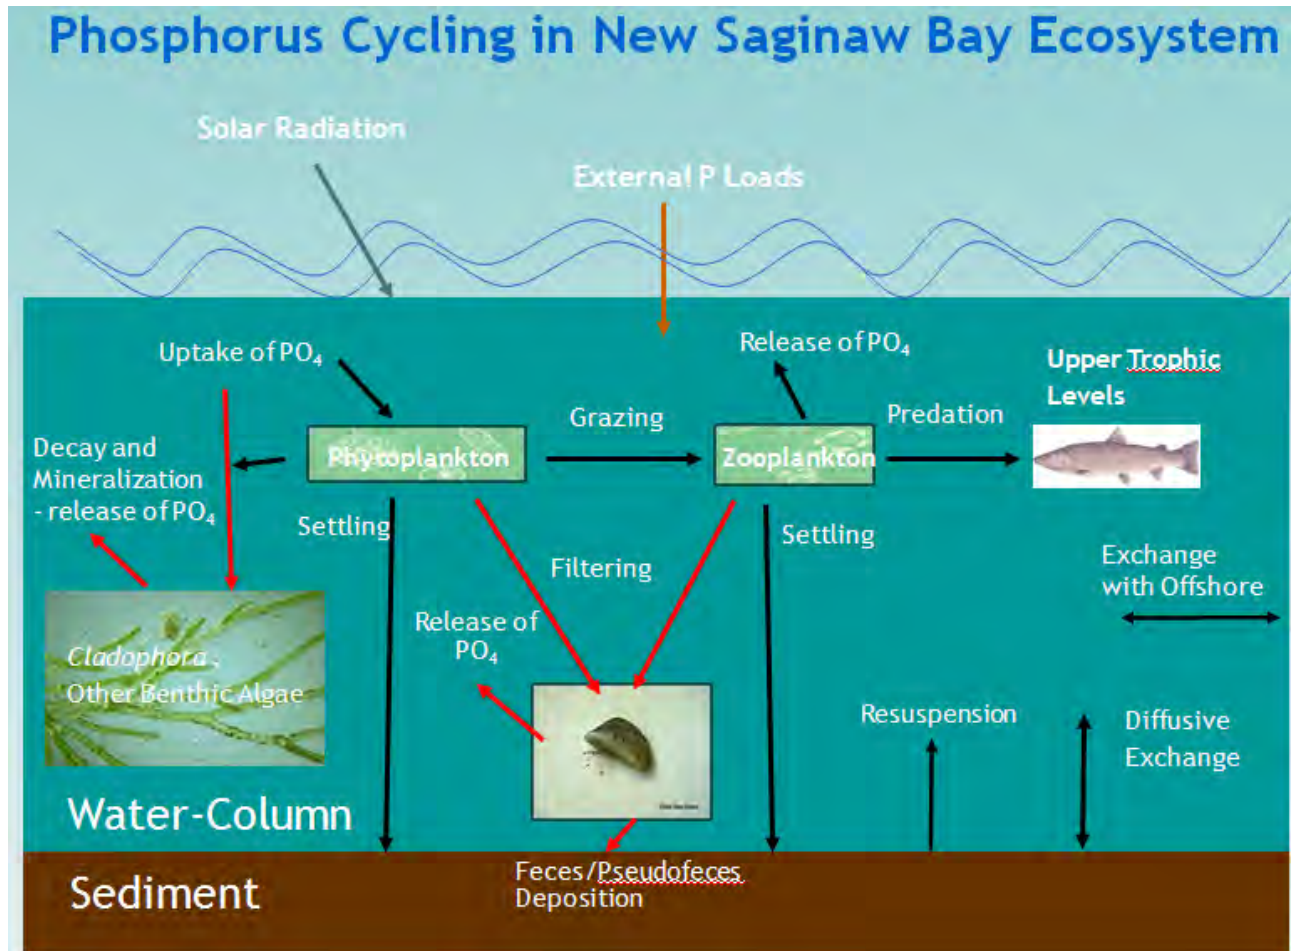 Phosphorus Cycling in New Saginaw Bay Ecosystem
Solar Radiation
External P Loads
Uptake of PO₄
Release of PO₄
Upper Trophic
Levels
Grazing
Predation
Decay and
Mineralization
- release of PO₄
Phytoplankton
Zooplankton
Settling
Settling
Filtering
Exchange
with Offshore
Release of
PO₄
Cladophora ,
Other Benthic Algae
Resuspension
Diffusive
Exchange
Water-Column
Feces/Pseudofeces
Deposition
Sediment